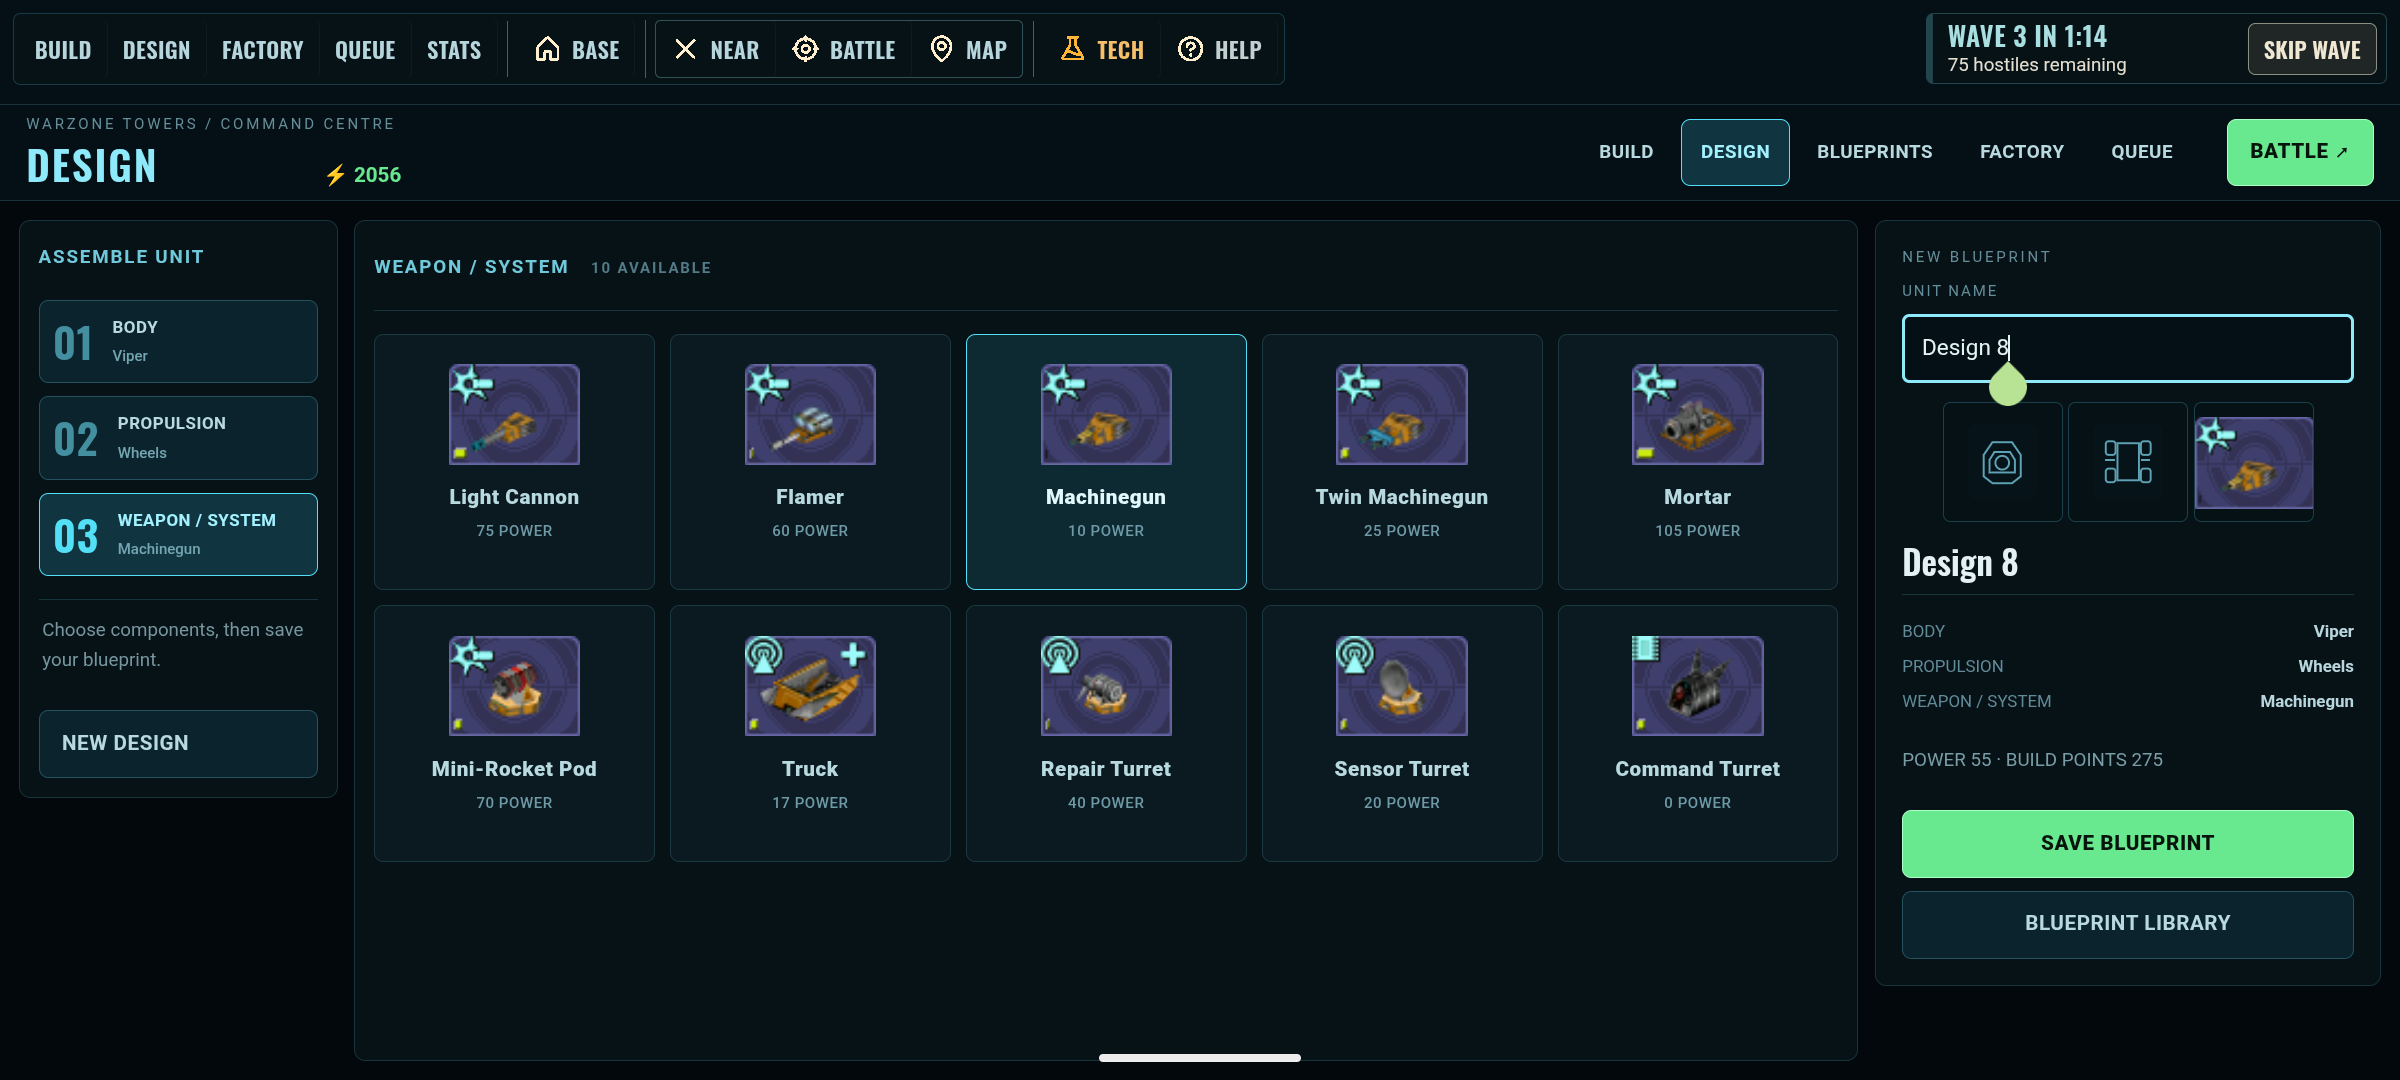 BUILD
DESIGN
FACTORY
QUEUE
STATS
BASE
NEAR
BATTLE
MAP
TECH
HELP
WAVE 3 IN 1:14
75 hostiles remaining
SKIP WAVE
WARZONE TOWERS / COMMAND CENTRE
DESIGN
⚡ 2056
BUILD
DESIGN
BLUEPRINTS
FACTORY
QUEUE
BATTLE ↗
ASSEMBLE UNIT
01
BODY
Viper
02
PROPULSION
Wheels
03
WEAPON / SYSTEM
Machinegun
Choose components, then save
your blueprint.
NEW DESIGN
WEAPON / SYSTEM
10 AVAILABLE
Light Cannon
75 POWER
Flamer
60 POWER
Machinegun
10 POWER
Twin Machinegun
25 POWER
Mortar
105 POWER
Mini-Rocket Pod
70 POWER
Truck
17 POWER
Repair Turret
40 POWER
Sensor Turret
20 POWER
Command Turret
0 POWER
NEW BLUEPRINT
UNIT NAME
Design 8
Design 8
BODY Viper
PROPULSION Wheels
WEAPON / SYSTEM Machinegun
POWER 55 · BUILD POINTS 275
SAVE BLUEPRINT
BLUEPRINT LIBRARY